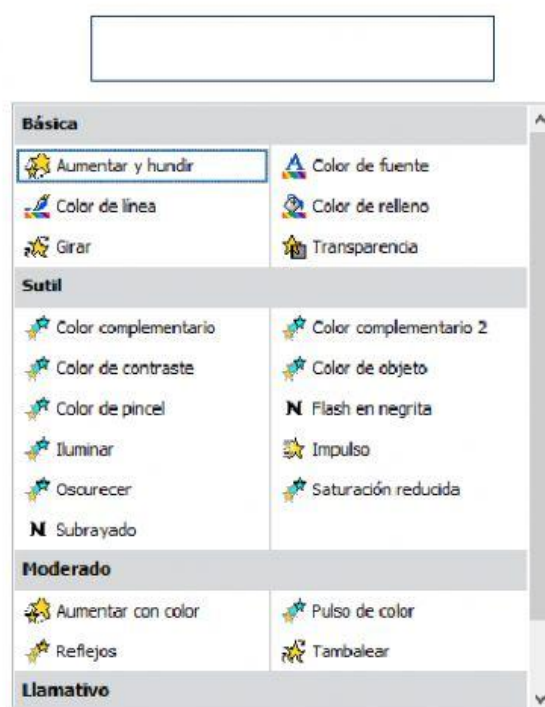 Básica
Aumentar y hundir
Color de fuente
Color de línea
Color de relleno
Girar
Transparencia
Sutil
Color complementario
Color complementario 2
Color de contraste
Color de objeto
Color de pincel
N Flash en negrita
Iluminar
Impulso
Oscurecer
Saturación reducida
N Subrayado
Moderado
Aumentar con color
Pulso de color
Reflejos
Tambalear
Llamativo